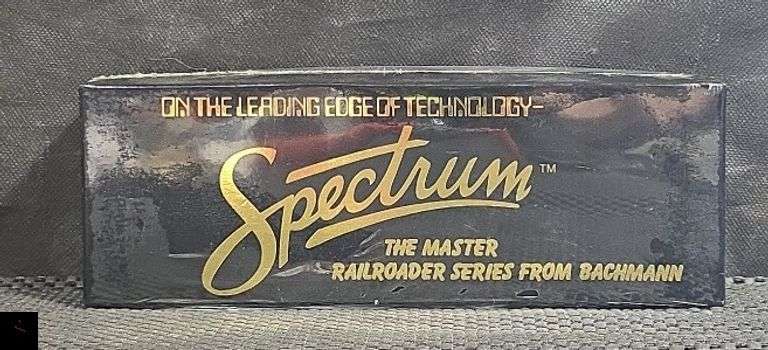 ON THE LEADING EDGE OF TECHNOLOGY—
Spectrum™
THE MASTER
RAILROADER SERIES FROM BACHMANN